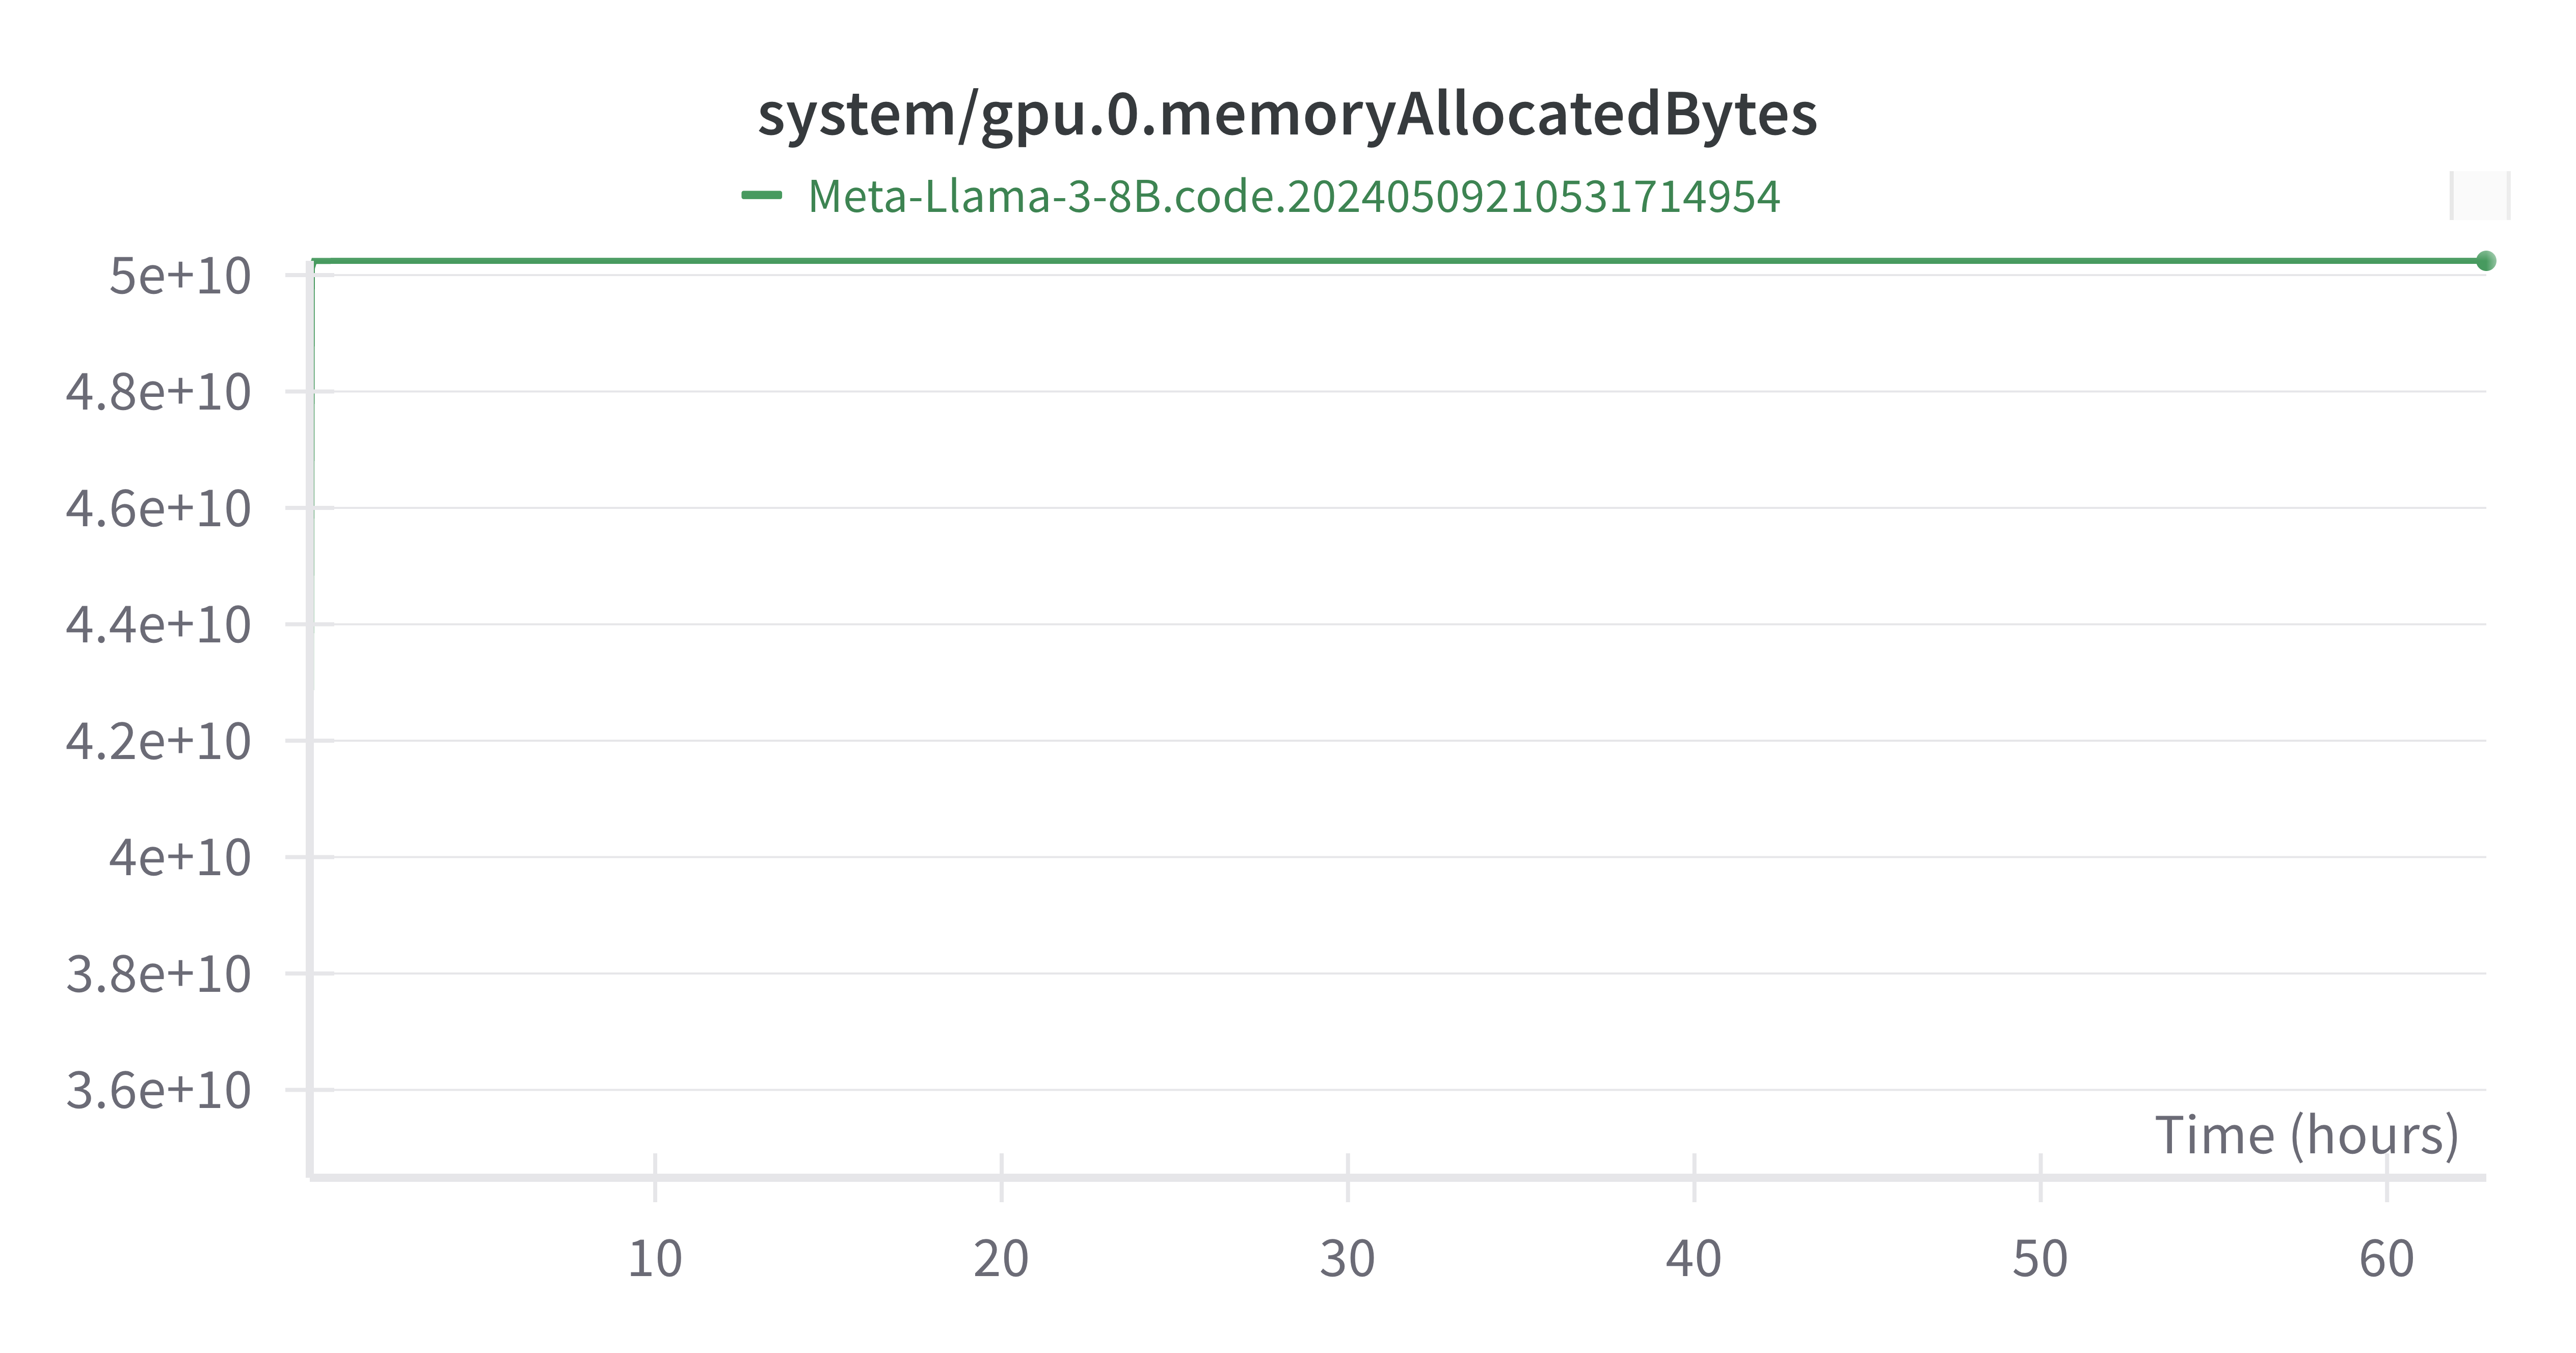 system/gpu.0.memoryAllocatedBytes
Meta-Llama-3-8B.code.20240509210531714954
5e+10
4.8e+10
4.6e+10
4.4e+10
4.2e+10
4e+10
3.8e+10
3.6e+10
Time (hours)
10 20 30 40 50 60